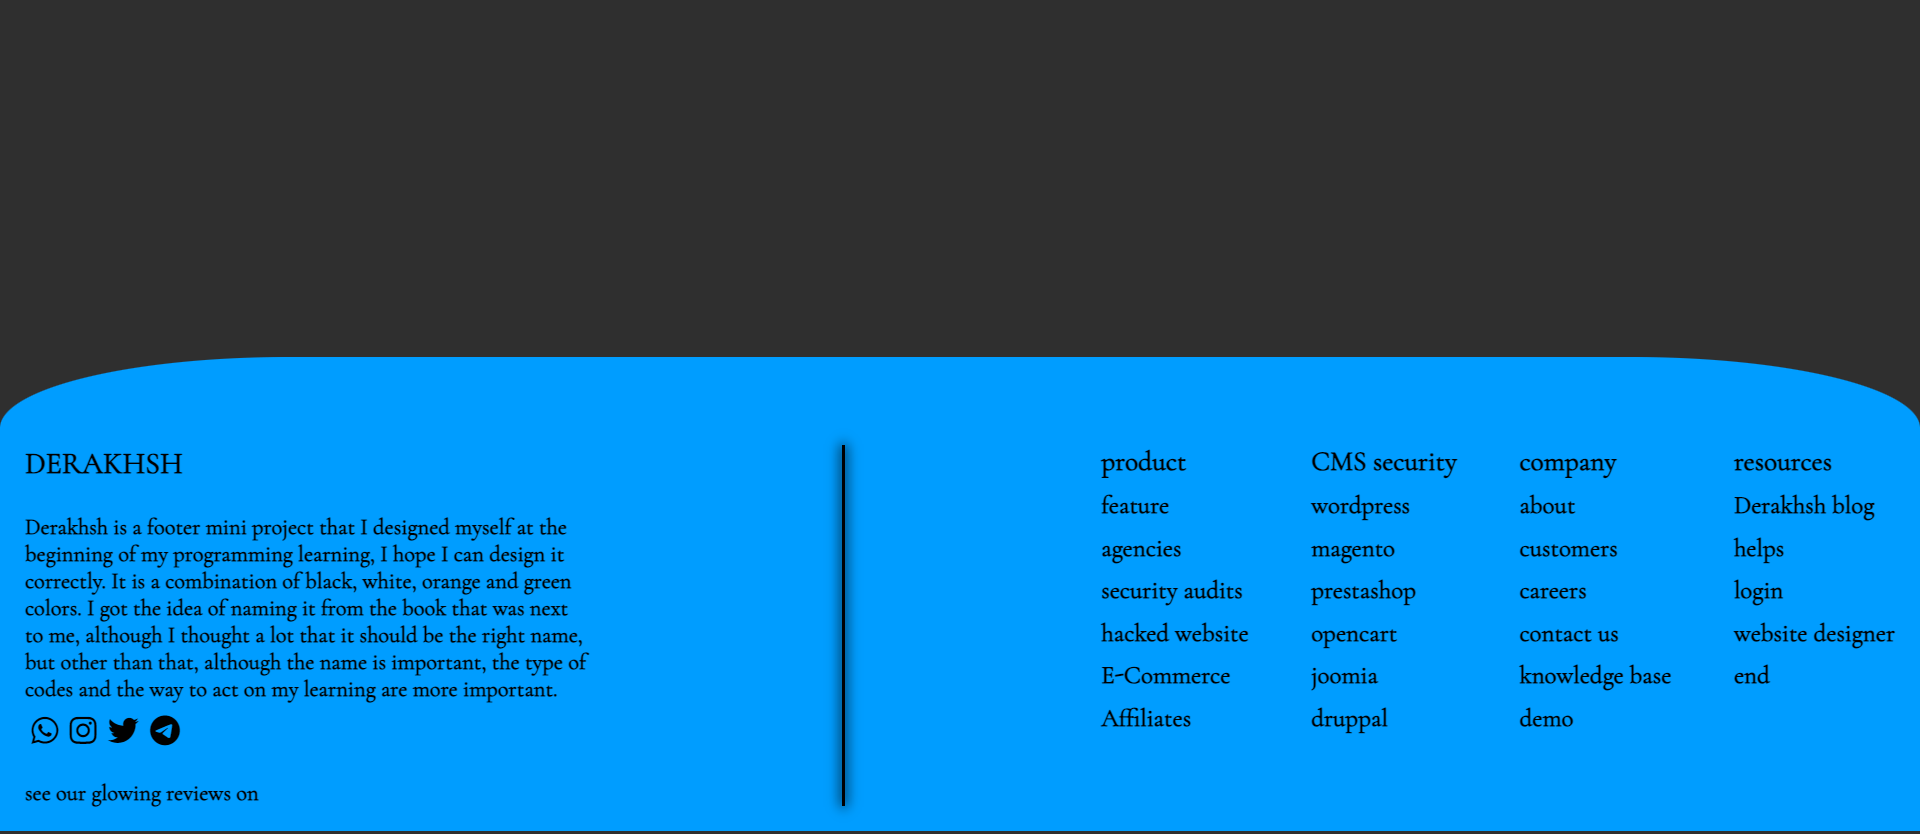 DERAKHSH
Derakhsh is a footer mini project that I designed myself at the
beginning of my programming learning, I hope I can design it
correctly. It is a combination of black, white, orange and green
colors. I got the idea of naming it from the book that was next
to me, although I thought a lot that it should be the right name,
but other than that, although the name is important, the type of
codes and the way to act on my learning are more important.
see our glowing reviews on
product
feature
agencies
security audits
hacked website
E-Commerce
Affiliates
CMS security
wordpress
magento
prestashop
opencart
joomia
druppal
company
about
customers
careers
contact us
knowledge base
demo
resources
Derakhsh blog
helps
login
website designer
end